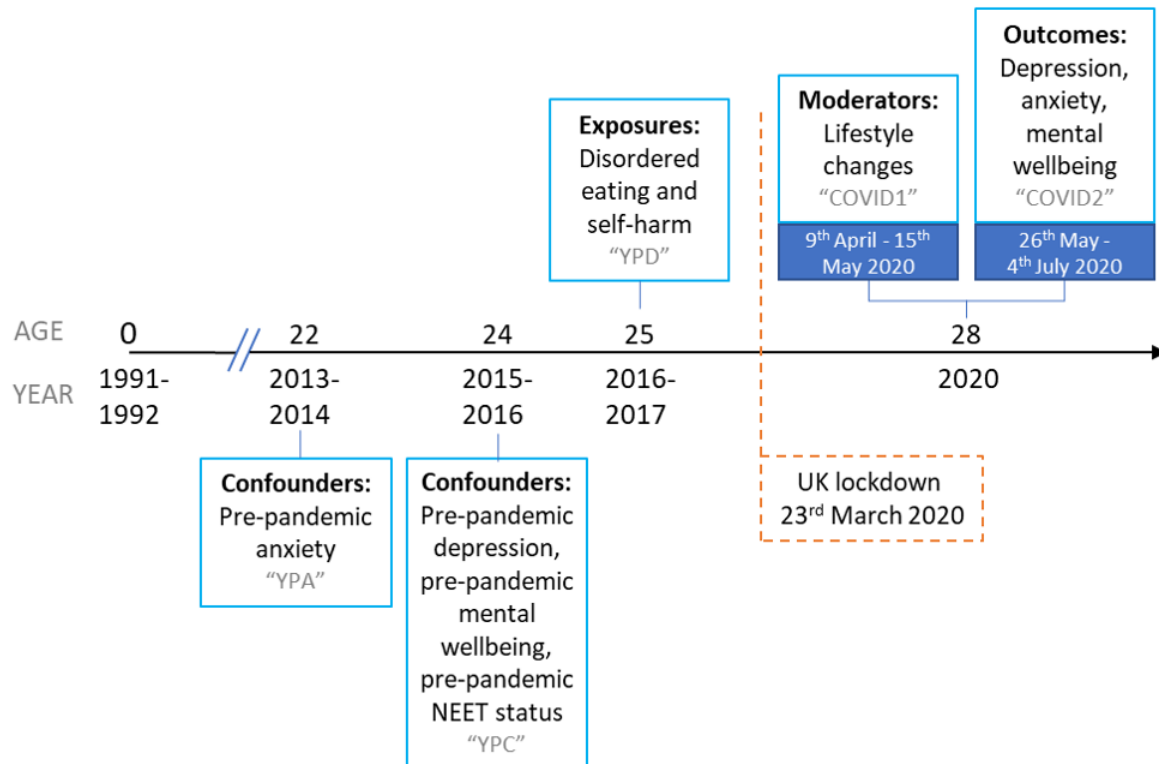 Outcomes:
Depression,
anxiety,
mental
wellbeing
“COVID2”
26th May -
4th July 2020
Moderators:
Lifestyle
changes
“COVID1”
9th April - 15th
May 2020
Exposures:
Disordered
eating and
self-harm
“YPD”
AGE
0
22
24
25
28
YEAR
1991-
1992
2013-
2014
2015-
2016
2016-
2017
2020
Confounders:
Pre-pandemic
anxiety
“YPA”
Confounders:
Pre-pandemic
depression,
pre-pandemic
mental
wellbeing,
pre-pandemic
NEET status
“YPC”
UK lockdown
23rd March 2020